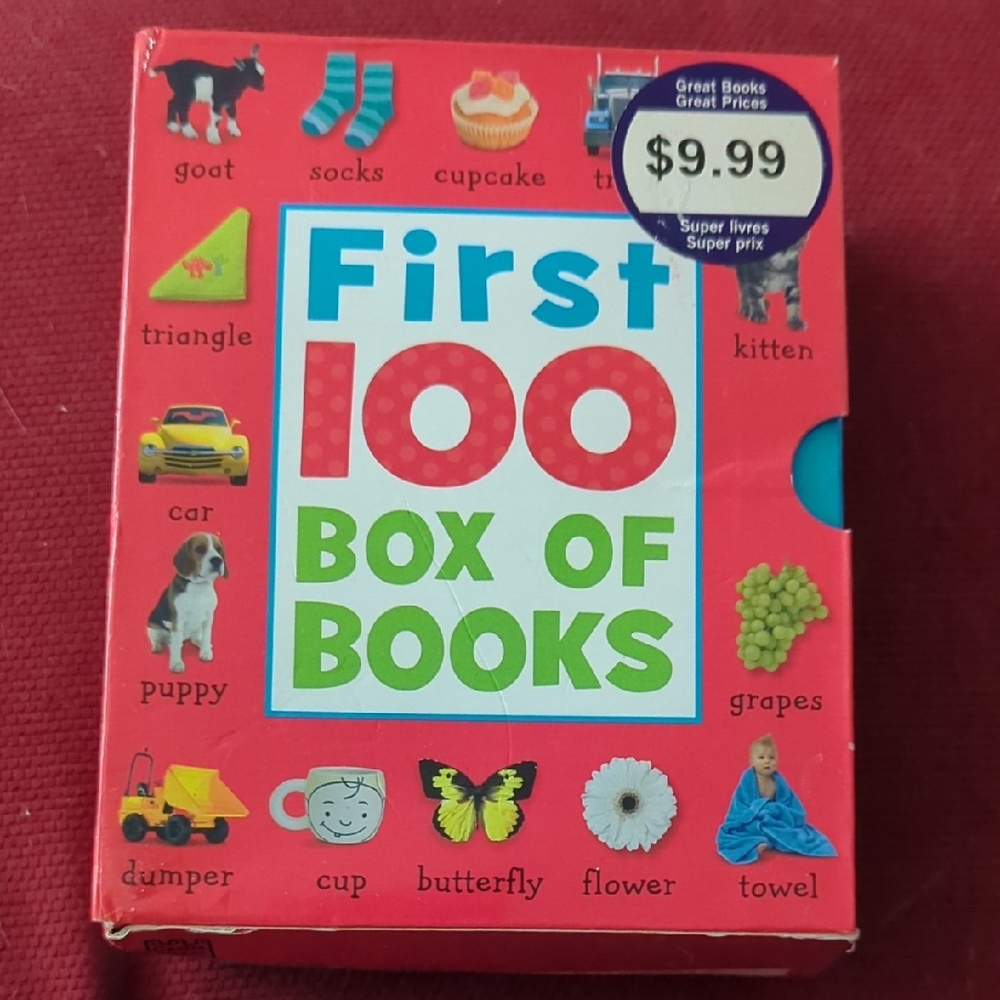 goat
socks
cupcake
Great Books
Great Prices
$9.99
Super livres
Super prix
triangle
First
100
BOX OF
BOOKS
kitten
car
puppy
grapes
dumper
cup
butterfly
flower
towel